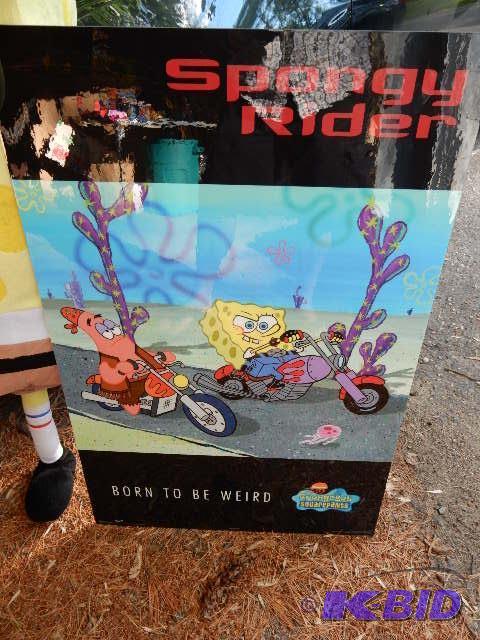 Spongy
Rider
BORN TO BE WEIRD
SPONGEBOB
SQUAREPANTS
© K-BID